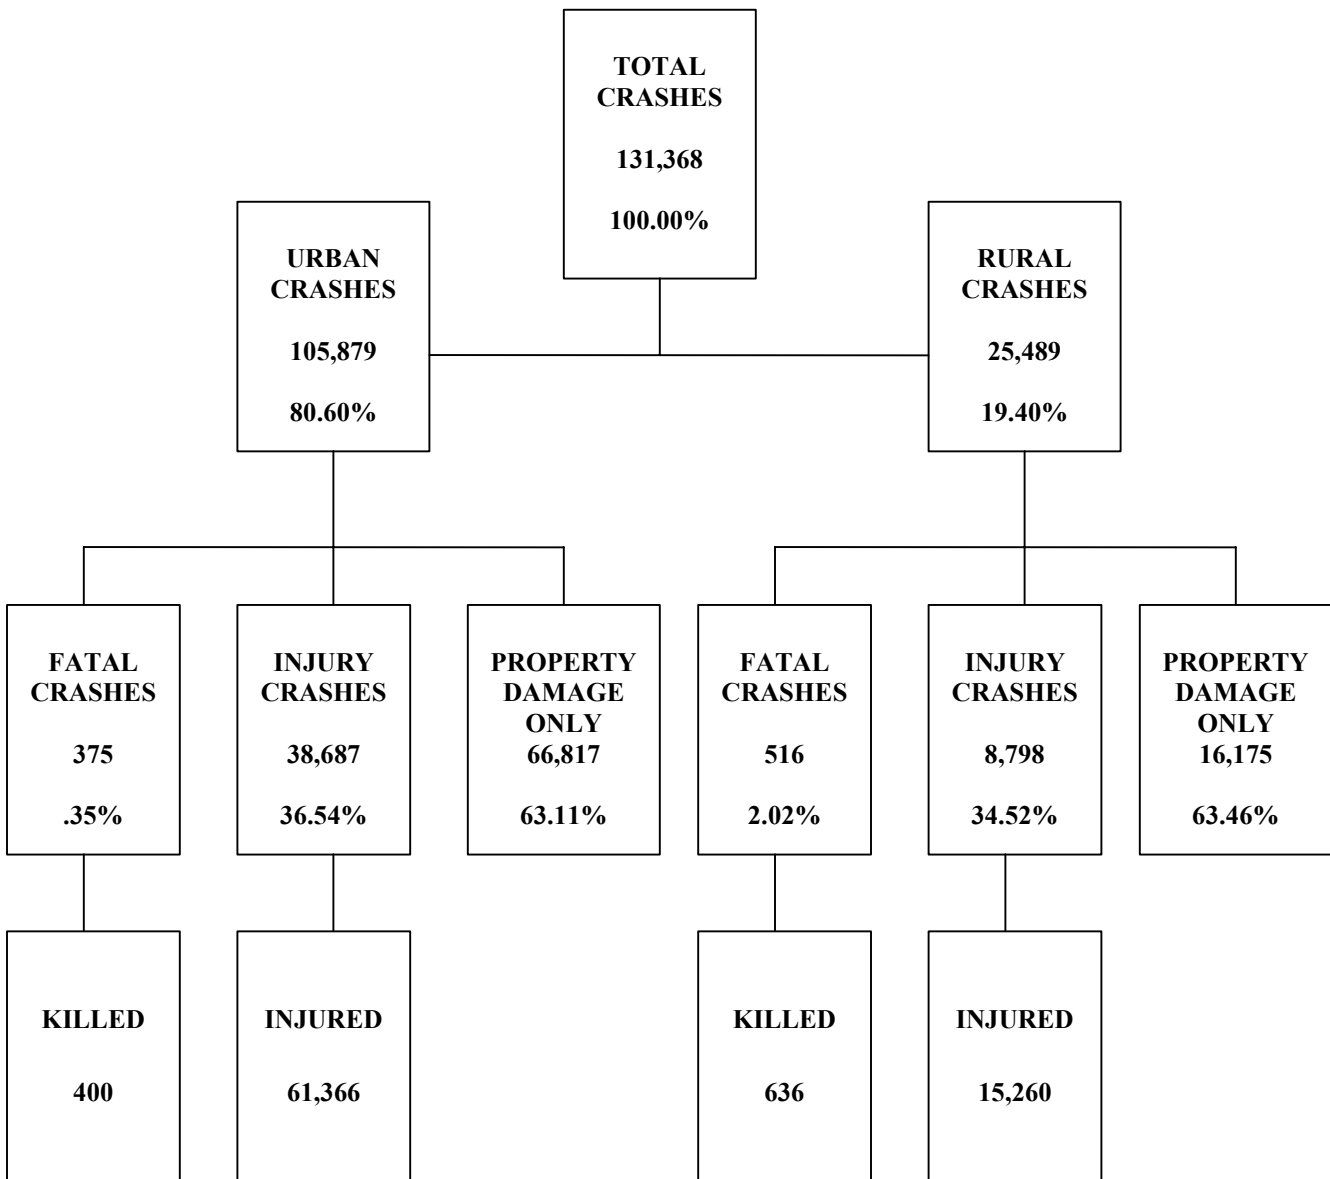 TOTAL
CRASHES
131,368
100.00%
URBAN
CRASHES
105,879
80.60%
RURAL
CRASHES
25,489
19.40%
FATAL
CRASHES
375
.35%
INJURY
CRASHES
38,687
36.54%
PROPERTY
DAMAGE
ONLY
66,817
63.11%
FATAL
CRASHES
516
2.02%
INJURY
CRASHES
8,798
34.52%
PROPERTY
DAMAGE
ONLY
16,175
63.46%
KILLED
400
INJURED
61,366
KILLED
636
INJURED
15,260